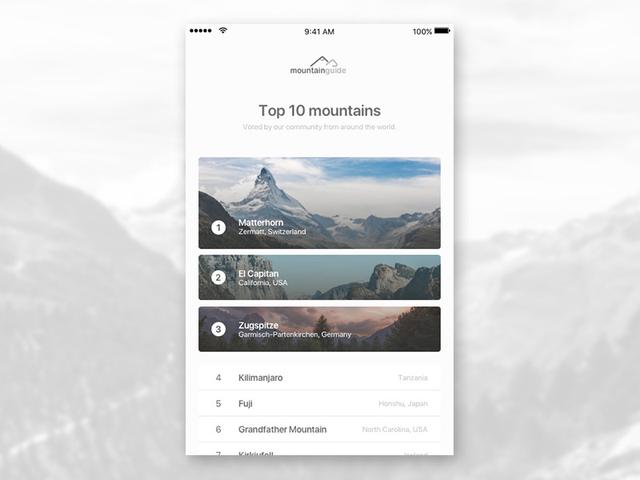 9:41 AM
100%
mountainguide
Top 10 mountains
Voted by our community from around the world.
1
Matterhorn
Zermatt, Switzerland
2
El Capitan
California, USA
3
Zugspitze
Garmisch-Partenkirchen, Germany
4 Kilimanjaro Tanzania
5 Fuji Honshu, Japan
6 Grandfather Mountain North Carolina, USA
7 Kirkjufell Iceland